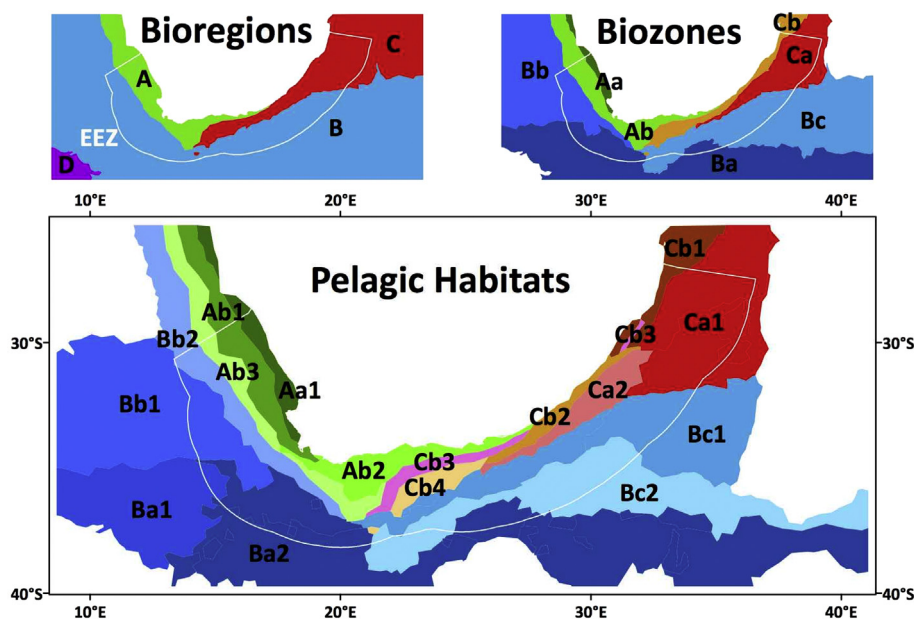 Bioregions
A
C
B
EEZ
D
Biozones
Cb
Ca
Bb
Aa
Bc
Ab
Ba
10°E
20°E
30°E
40°E
Pelagic Habitats
Cb1
Ab1
Ca1
Bb2
Cb3
30°S
30°S
Ab3
Aa1
Ca2
Bb1
Cb2
Bc1
Ab2
Cb3
Cb4
Bc2
Ba1
Ba2
40°S
40°S
10°E
20°E
30°E
40°E